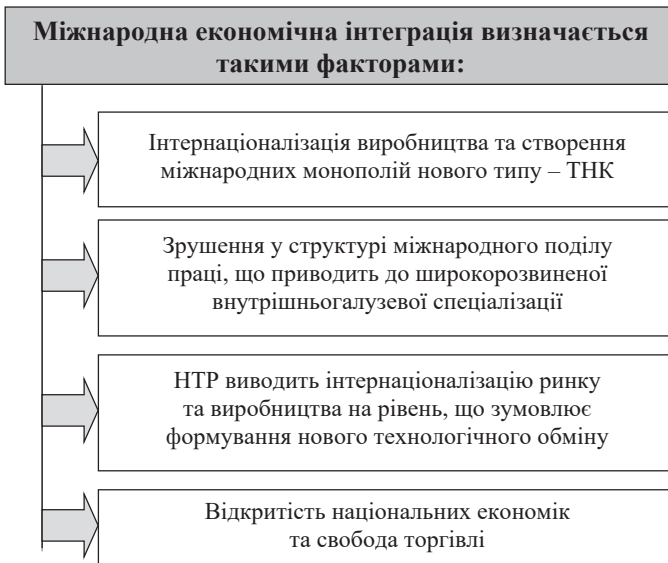 Міжнародна економічна інтеграція визначається
такими факторами:
Інтернаціоналізація виробництва та створення
міжнародних монополій нового типу – ТНК
Зрушення у структурі міжнародного поділу
праці, що приводить до широкорозвиненої
внутрішньогалузевої спеціалізації
НТР виводить інтернаціоналізацію ринку
та виробництва на рівень, що зумовлює
формування нового технологічного обміну
Відкритість національних економік
та свобода торгівлі